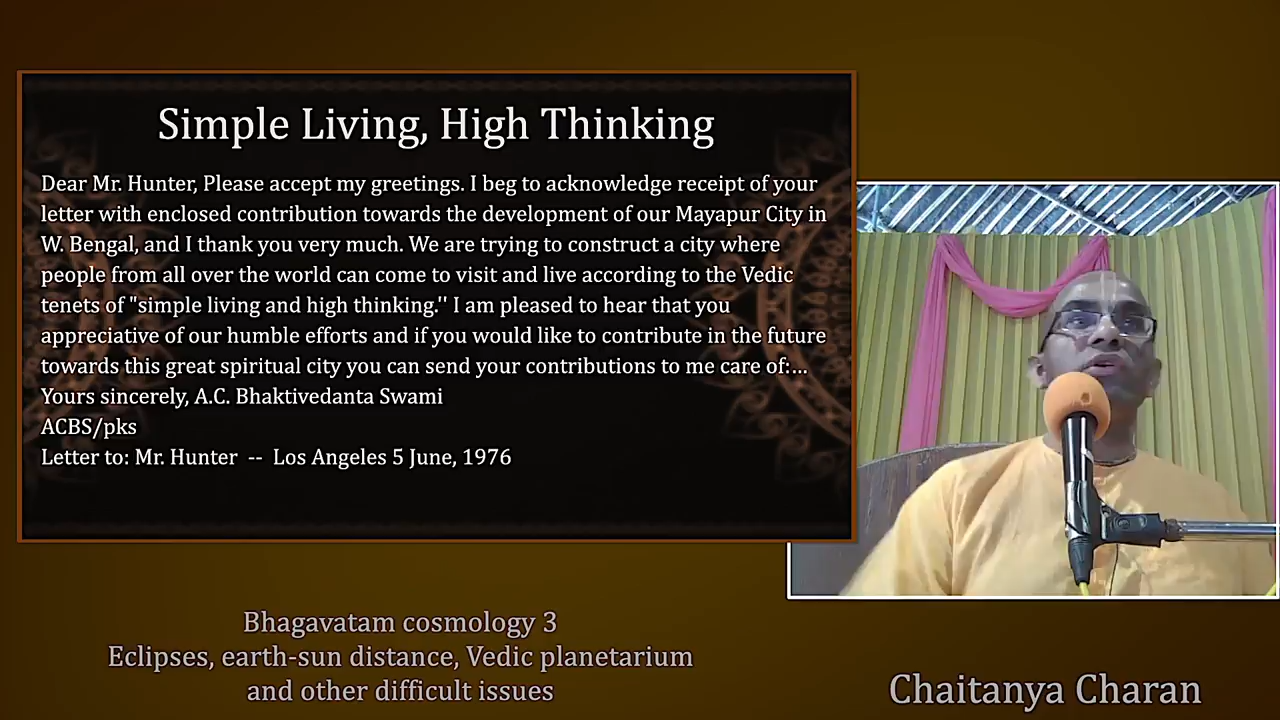 Simple Living, High Thinking
Dear Mr. Hunter, Please accept my greetings. I beg to acknowledge receipt of your
letter with enclosed contribution towards the development of our Mayapur City in
W. Bengal, and I thank you very much. We are trying to construct a city where
people from all over the world can come to visit and live according to the Vedic
tenets of "simple living and high thinking.'' I am pleased to hear that you
appreciative of our humble efforts and if you would like to contribute in the future
towards this great spiritual city you can send your contributions to me care of:...
Yours sincerely, A.C. Bhaktivedanta Swami
ACBS/pks
Letter to: Mr. Hunter -- Los Angeles 5 June, 1976
Bhagavatam cosmology 3
Eclipses, earth-sun distance, Vedic planetarium
and other difficult issues
Chaitanya Charan